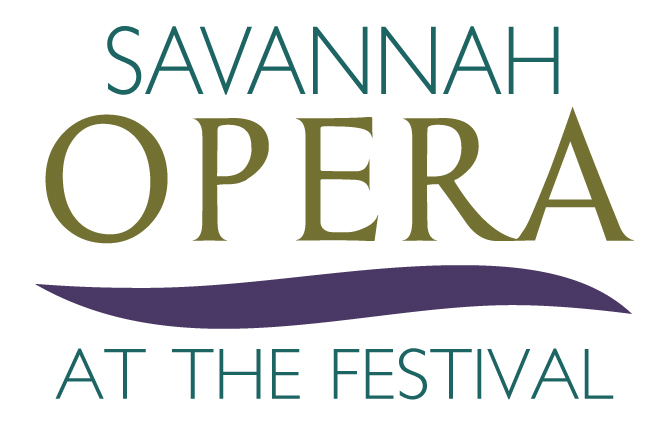 SAVANNAH
OPERA
AT THE FESTIVAL